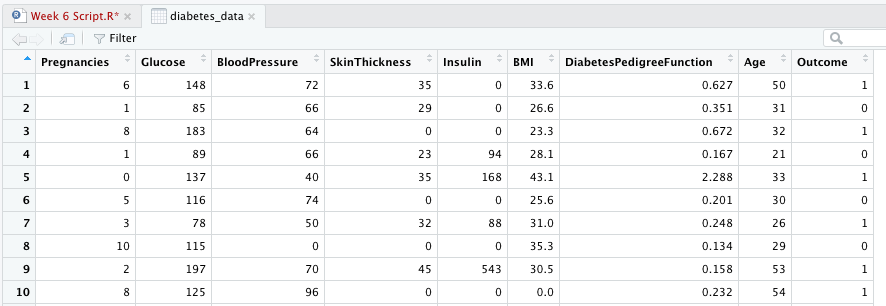 Week 6 Script.R* × diabetes_data ×
Filter
Pregnancies Glucose BloodPressure SkinThickness Insulin BMI DiabetesPedigreeFunction Age Outcome
1 6 148 72 35 0 33.6 0.627 50 1
2 1 85 66 29 0 26.6 0.351 31 0
3 8 183 64 0 0 23.3 0.672 32 1
4 1 89 66 23 94 28.1 0.167 21 0
5 0 137 40 35 168 43.1 2.288 33 1
6 5 116 74 0 0 25.6 0.201 30 0
7 3 78 50 32 88 31.0 0.248 26 1
8 10 115 0 0 0 35.3 0.134 29 0
9 2 197 70 45 543 30.5 0.158 53 1
10 8 125 96 0 0 0.0 0.232 54 1